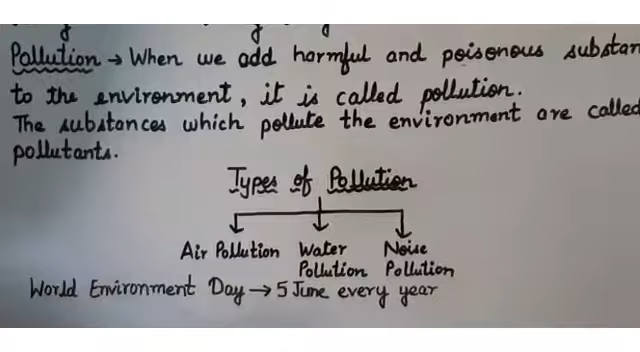 Pollution → When we add harmful and poisonous substan
to the environment, it is called pollution.
The substances which pollute the environment are called
pollutants.
Types of Pollution
Air Pollution Water Pollution Noise Pollution
World Environment Day → 5 June every year